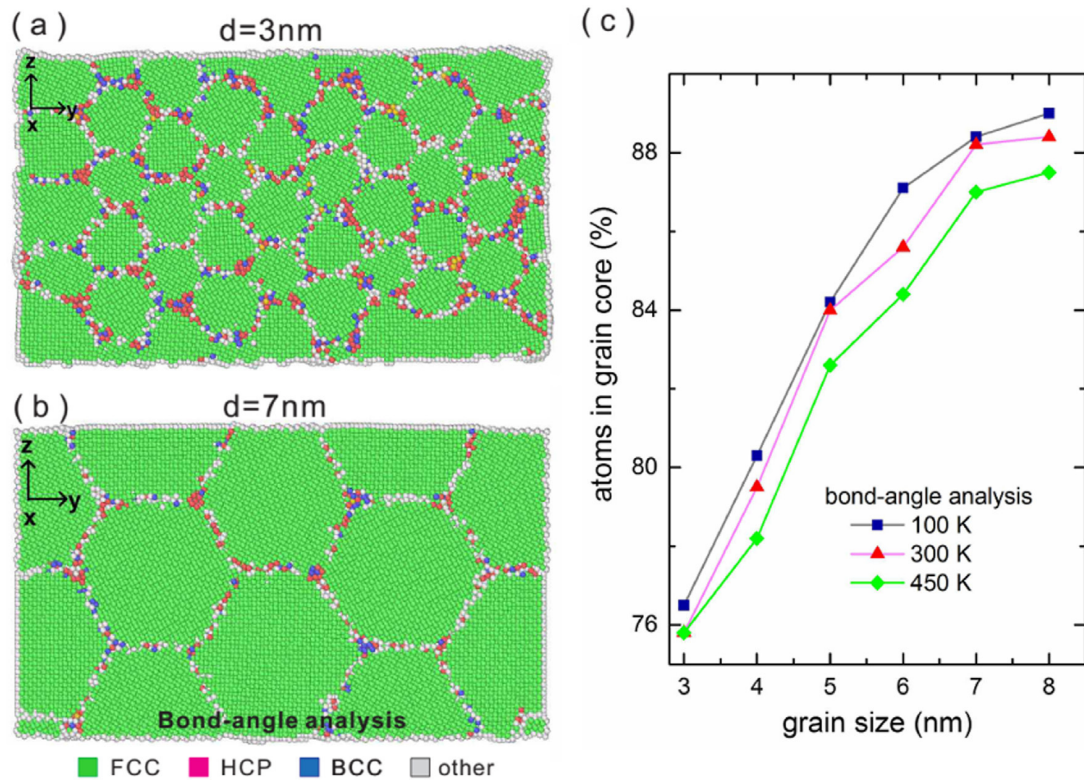 ( a )
d=3nm
z
y
x
( b )
d=7nm
z
y
x
Bond-angle analysis
FCC HCP BCC other
( c )
atoms in grain core (%)
88
84
80
76
bond-angle analysis
100 K
300 K
450 K
3 4 5 6 7 8
grain size (nm)